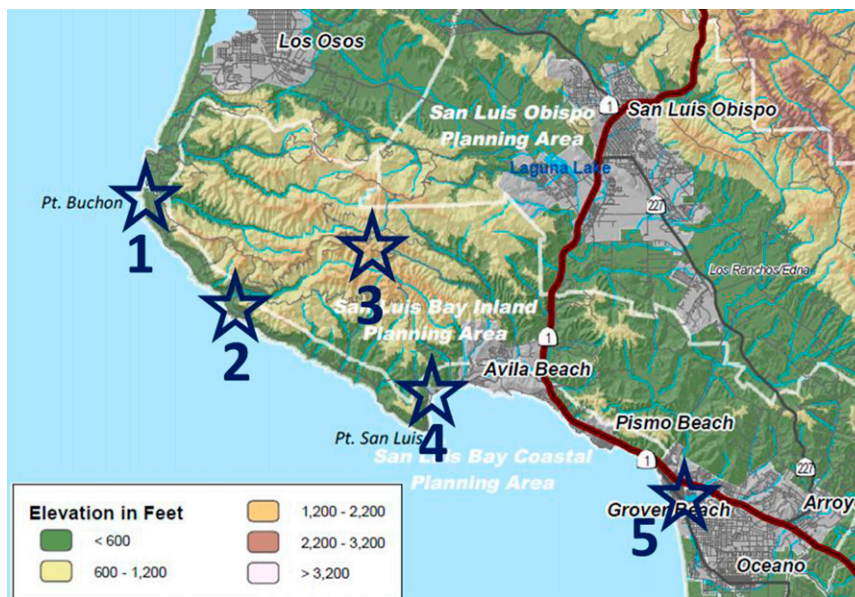 Los Osos
1
San Luis Obispo
San Luis Obispo
Planning Area
Laguna Lake
Pt. Buchon
227
1
Los Ranchos/Edna
3
San Luis Bay Inland
Planning Area
2
1
Avila Beach
Pt. San Luis
4
Pismo Beach
San Luis Bay Coastal
Planning Area
1
227
Grover Beach
Arroy
5
Oceano
Elevation in Feet
< 600
600 - 1,200
1,200 - 2,200
2,200 - 3,200
> 3,200